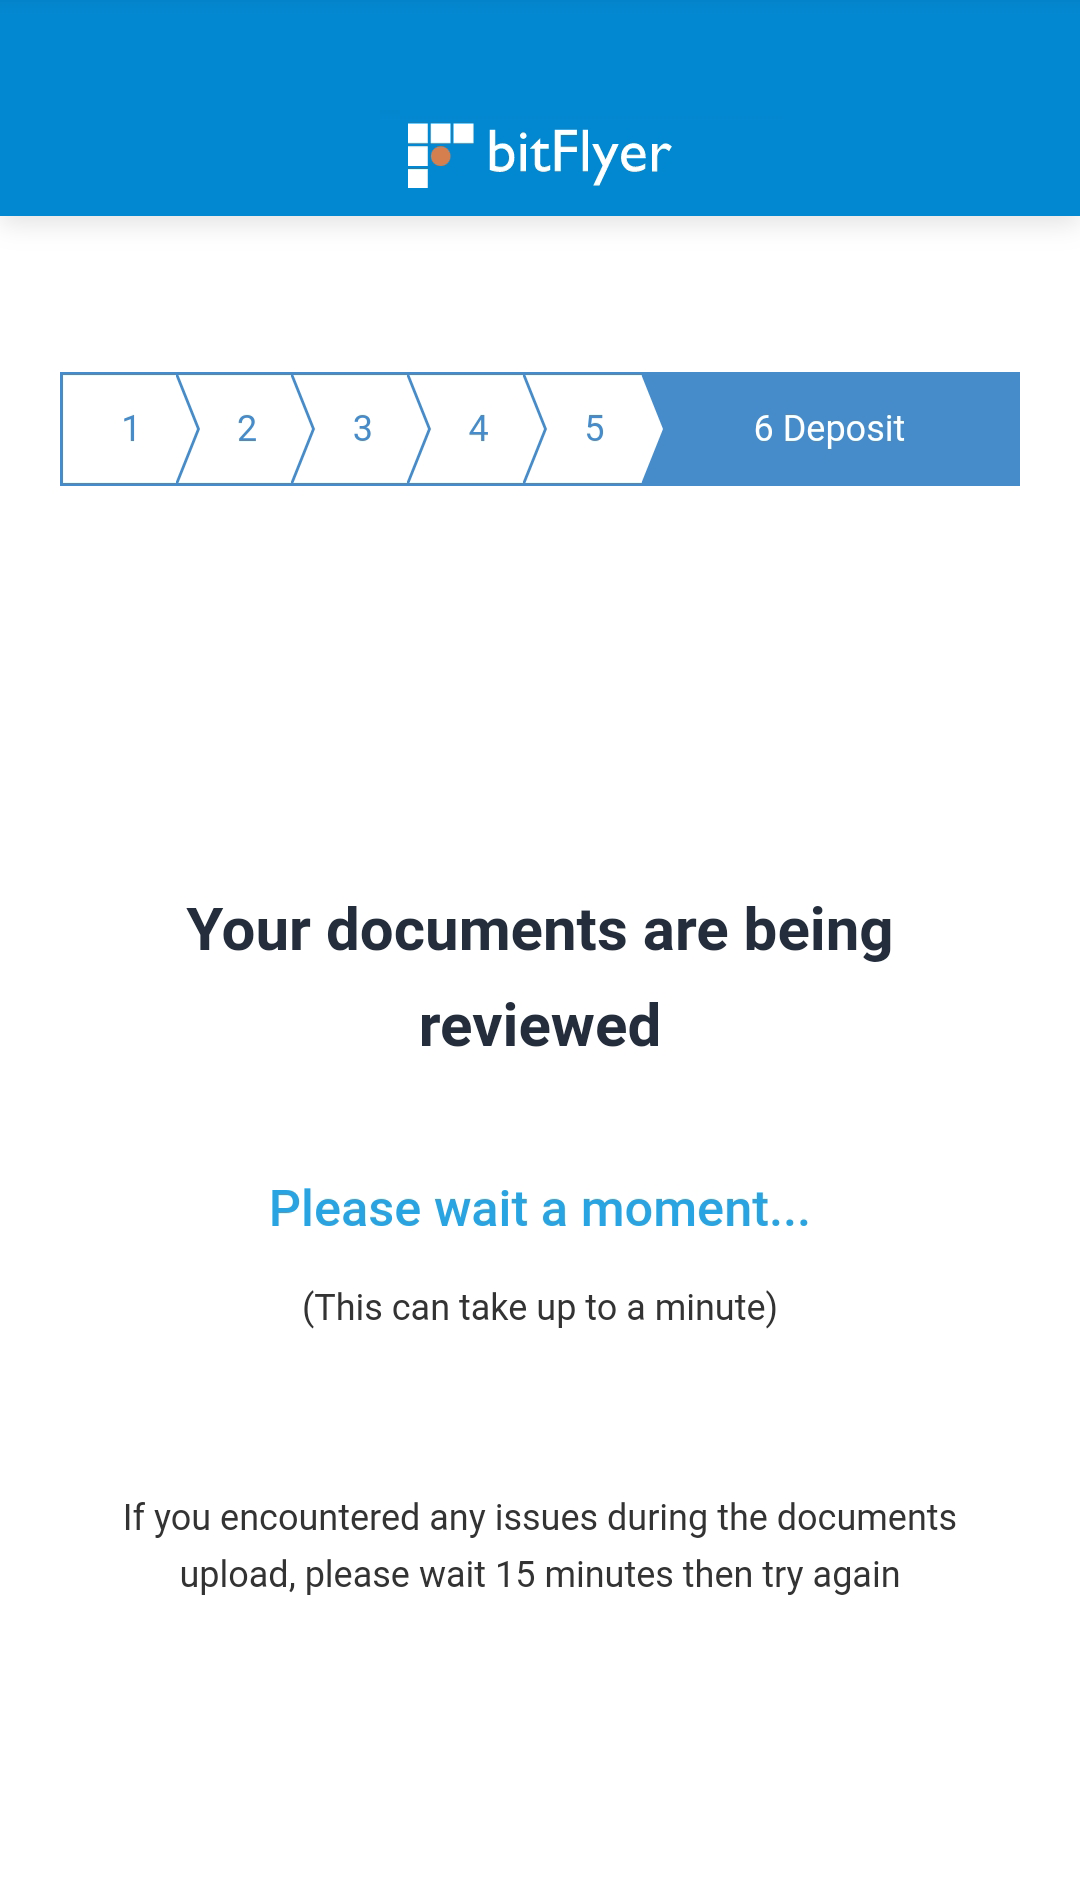 bitFlyer
1 2 3 4 5 6 Deposit
Your documents are being
reviewed
Please wait a moment...
(This can take up to a minute)
If you encountered any issues during the documents
upload, please wait 15 minutes then try again